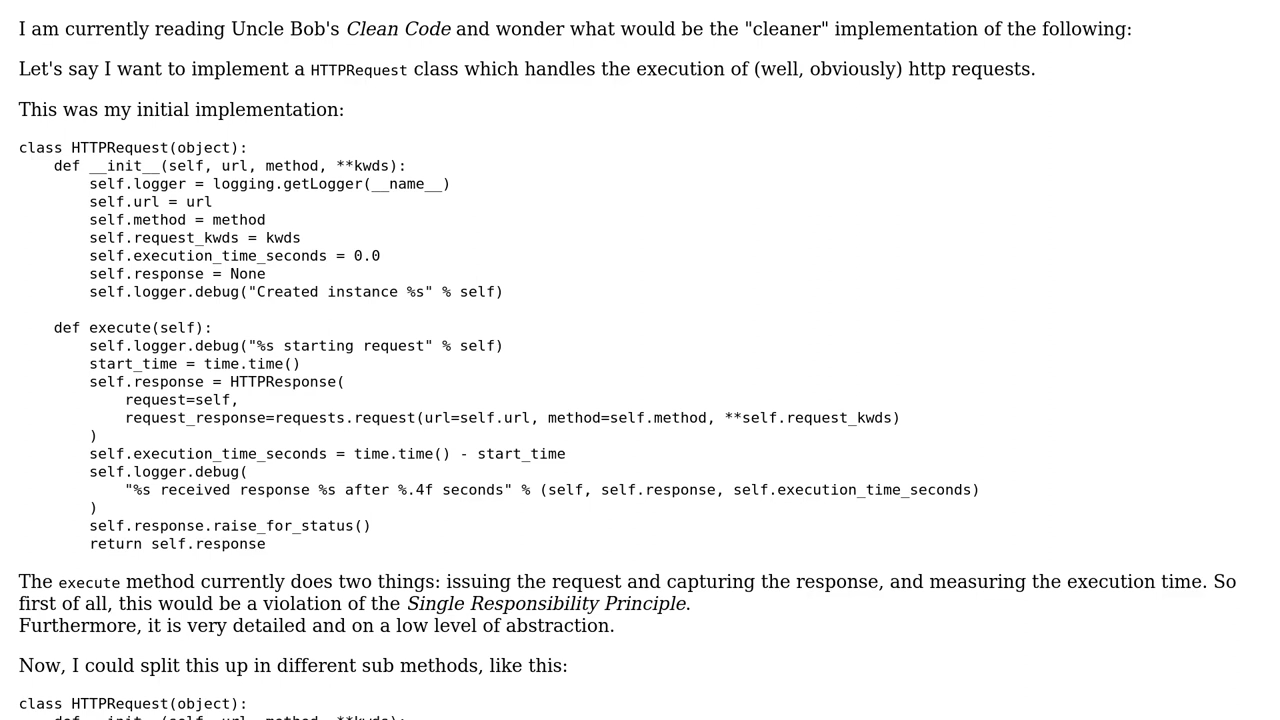 I am currently reading Uncle Bob's Clean Code and wonder what would be the "cleaner" implementation of the following:
Let's say I want to implement a HTTPRequest class which handles the execution of (well, obviously) http requests.
This was my initial implementation:
class HTTPRequest(object):
    def __init__(self, url, method, **kwds):
        self.logger = logging.getLogger(__name__)
        self.url = url
        self.method = method
        self.request_kwds = kwds
        self.execution_time_seconds = 0.0
        self.response = None
        self.logger.debug("Created instance %s" % self)
    def execute(self):
        self.logger.debug("%s starting request" % self)
        start_time = time.time()
        self.response = HTTPResponse(
            request=self,
            request_response=requests.request(url=self.url, method=self.method, **self.request_kwds)
        )
        self.execution_time_seconds = time.time() - start_time
        self.logger.debug(
            "%s received response %s after %.4f seconds" % (self, self.response, self.execution_time_seconds)
        )
        self.response.raise_for_status()
        return self.response
The execute method currently does two things: issuing the request and capturing the response, and measuring the execution time. So
first of all, this would be a violation of the Single Responsibility Principle.
Furthermore, it is very detailed and on a low level of abstraction.
Now, I could split this up in different sub methods, like this:
class HTTPRequest(object):
    def __init__(self, url, method, **kwds):